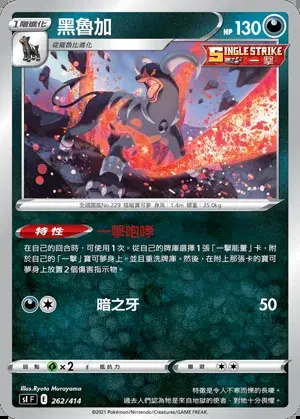 1階進化
黑魯加
HP 130
從戴魯比進化
SINGLE STRIKE
一擊
全國圖鑑No.229 黑暗寶可夢 身高：1.4m 體重：35.0kg
特性 一擊咆哮
在自己的回合時，可使用1次。從自己的牌庫選擇1張「一擊能量」卡，附
於自己的「一擊」寶可夢身上。並且重洗牌庫。然後，在附上那張卡的寶可
夢身上放置2個傷害指示物。
暗之牙 50
弱點 ×2 抵抗力 撤退
Illus. Ryota Murayama
sI F E 262/414
特徵是令人不寒而慄的長嚎。
過去人們認為牠是來自地獄的使者，對牠十分害怕。
©2021 Pokémon/Nintendo/Creatures/GAME FREAK.